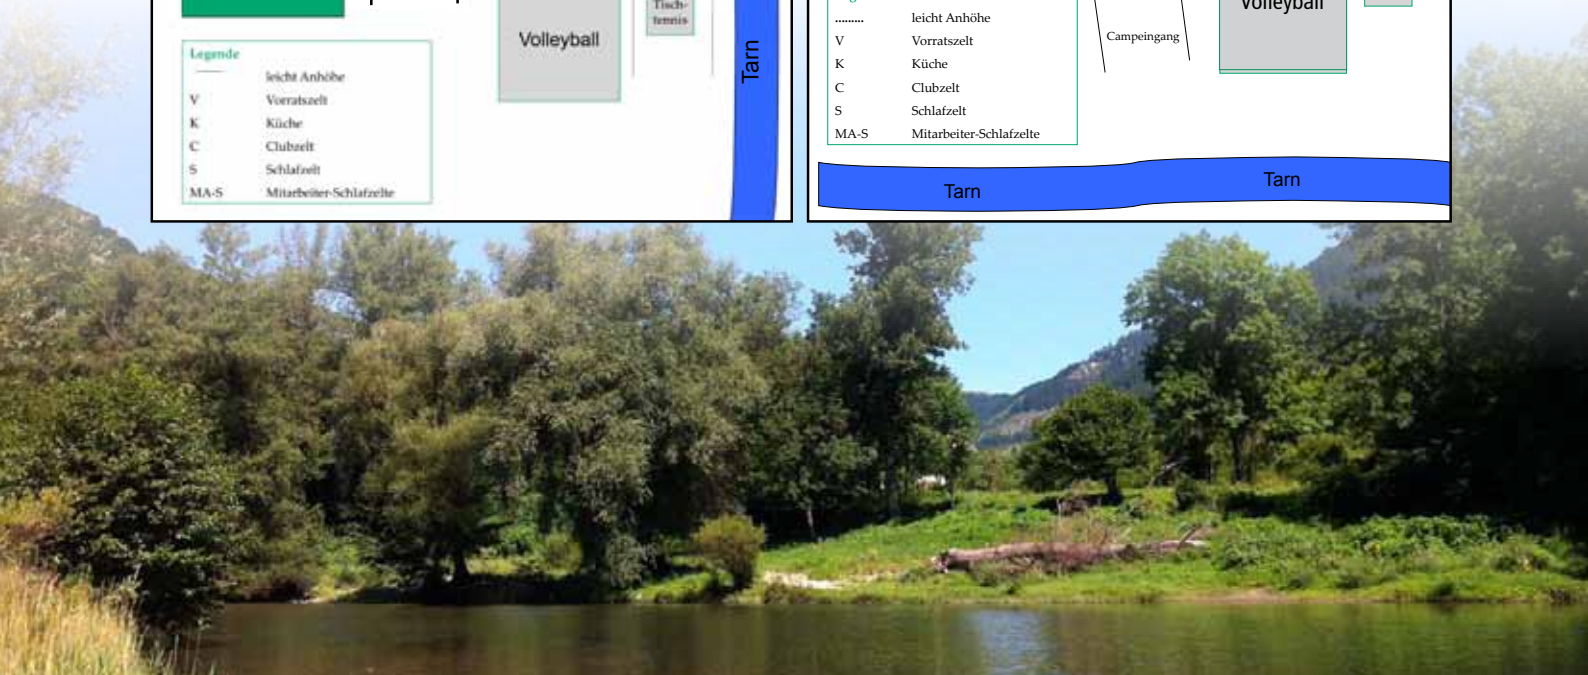 Tisch-
tennis
Volleyball
Tarn
Legende
leicht Anhöhe
V Vorratszelt
K Küche
C Clubzelt
S Schlafzelt
MA-S Mitarbeiter-Schlafzelte
Volleyball
......... leicht Anhöhe
V Vorratszelt
K Küche
C Clubzelt
S Schlafzelt
MA-S Mitarbeiter-Schlafzelte
Campeingang
Tarn
Tarn